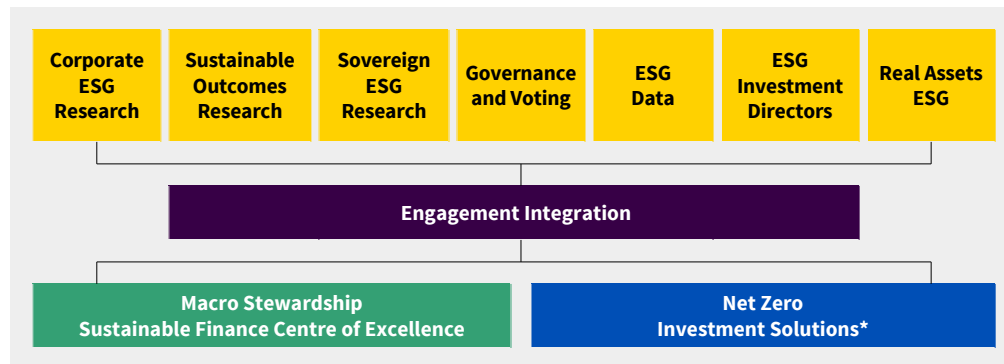 Corporate
ESG
Research
Sustainable
Outcomes
Research
Sovereign
ESG
Research
Governance
and Voting
ESG
Data
ESG
Investment
Directors
Real Assets
ESG
Engagement Integration
Macro Stewardship
Sustainable Finance Centre of Excellence
Net Zero
Investment Solutions*